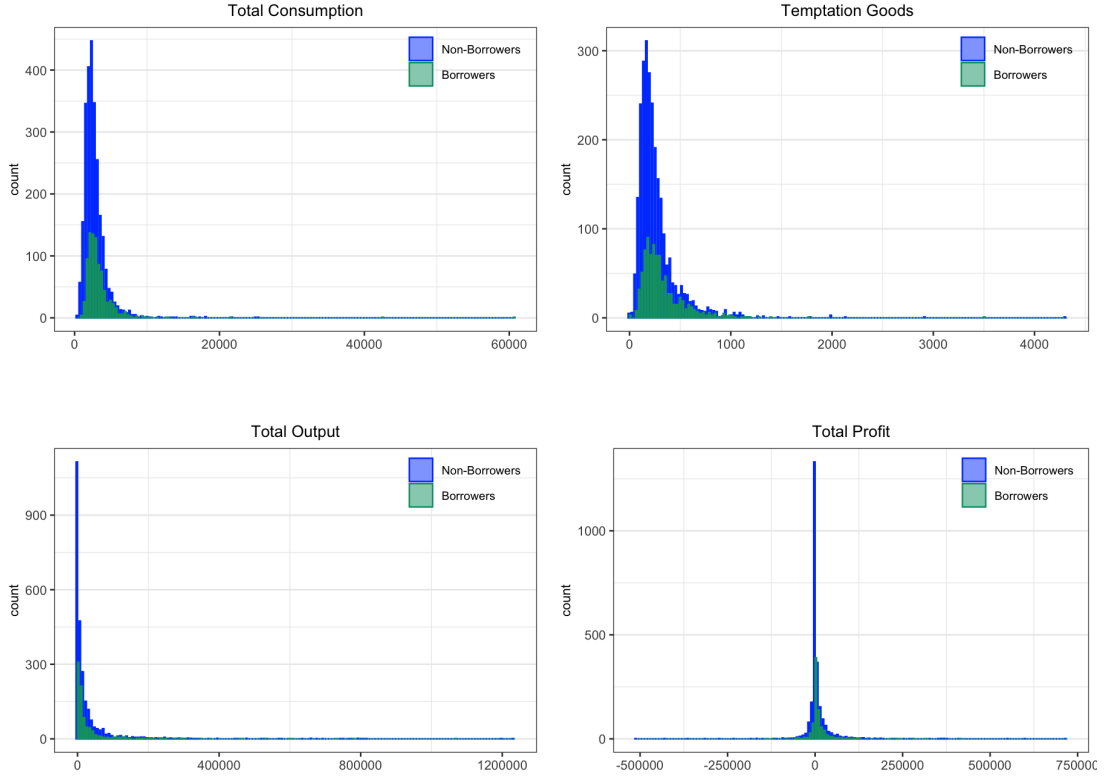 Total Consumption
Non-Borrowers
Borrowers
count
400
300
200
100
0
0
20000
40000
60000
Temptation Goods
Non-Borrowers
Borrowers
count
300
200
100
0
0
1000
2000
3000
4000
Total Output
Non-Borrowers
Borrowers
count
900
600
300
0
0
400000
800000
1200000
Total Profit
Non-Borrowers
Borrowers
count
1000
500
0
-500000
-250000
0
250000
500000
750000